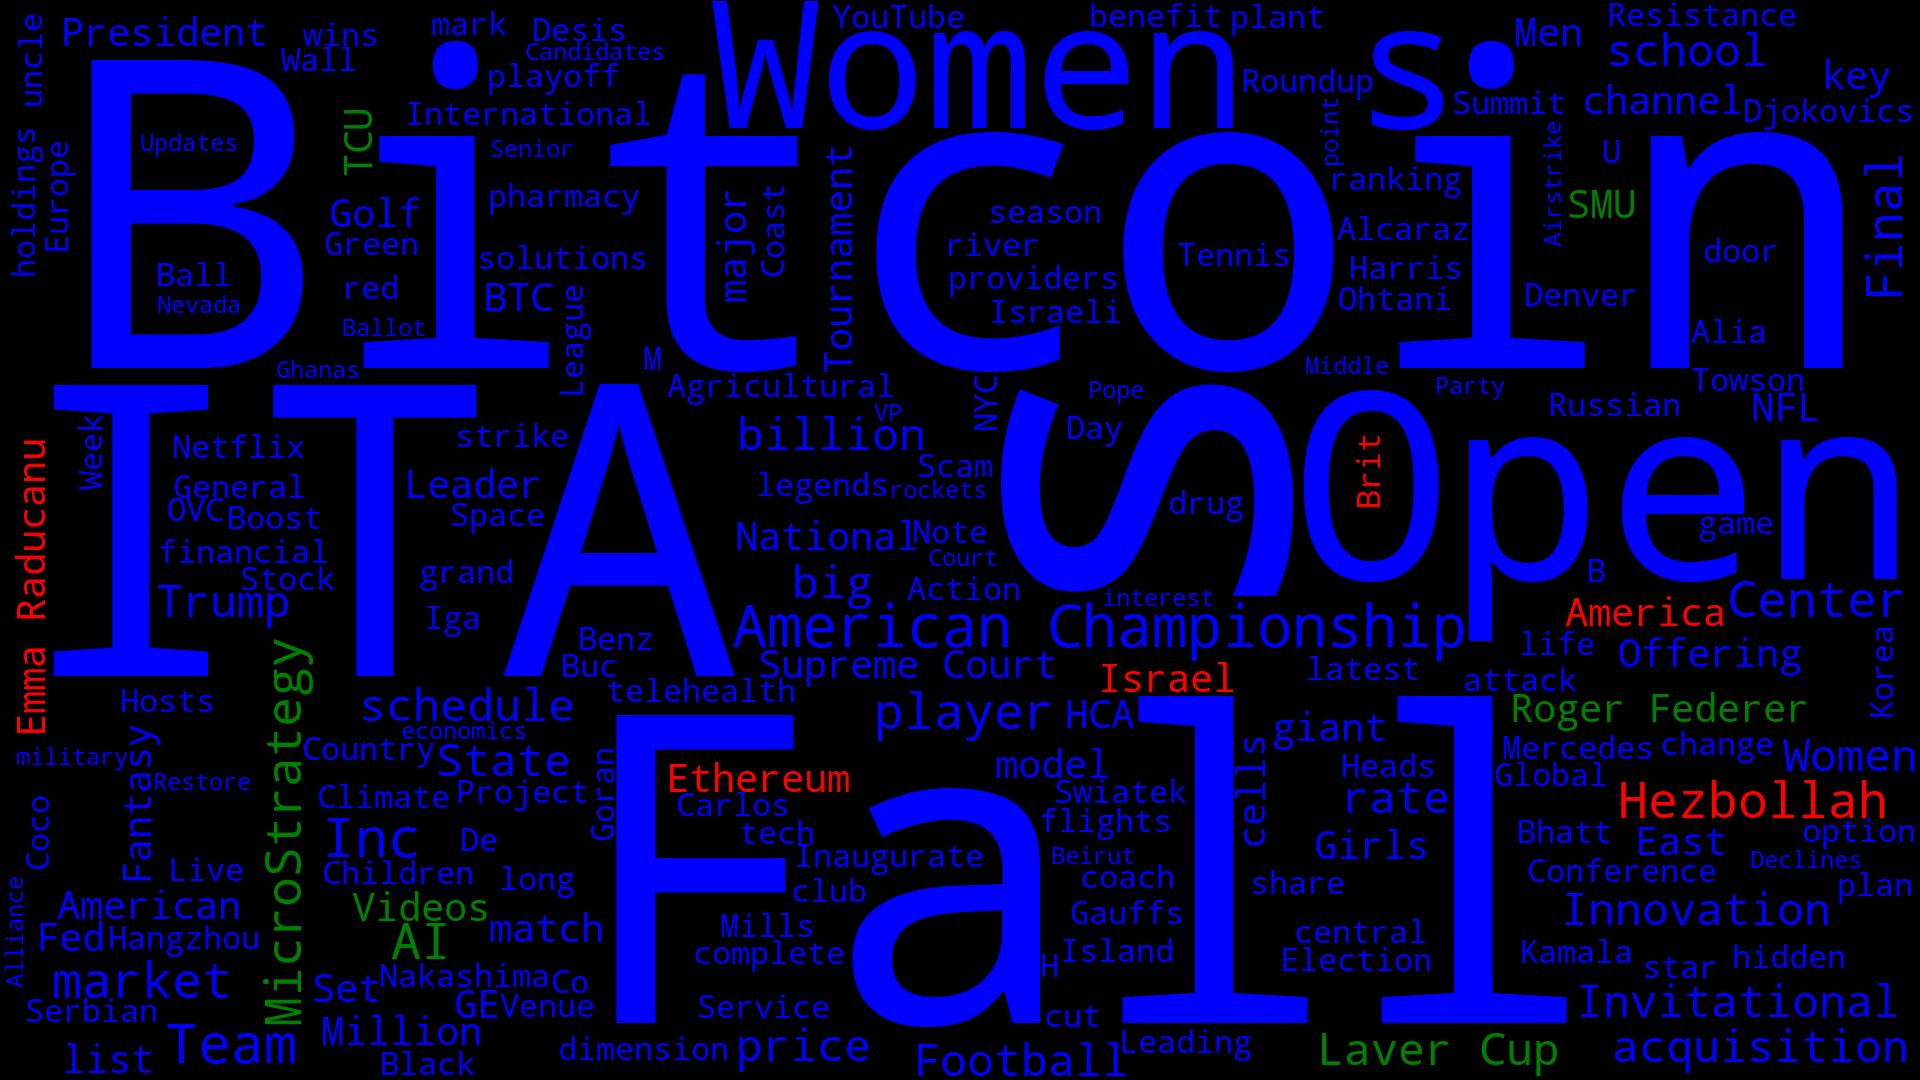 President
wins
Wall
mark
Desis
Candidates
playoff
International
Women s
YouTube
benefit
plant
Men
Resistance
school
key
uncle
holdings
Europe
Bitcoin
Updates
TCU
Senior
pharmacy
Roundup
Summit
channel
Djokovics
point
Airstrike
U
ranking
SMU
Final
Golf
Green
solutions
major
Coast
Tournament
season
river
providers
Israeli
Tennis
Alcaraz
Harris
Ohtani
Denver
door
Alia
Ball
Nevada
red
Ballot
BTC
League
Ghanas
M
Agricultural
NYC
Pope
Middle
Party
Towson
Russian
NFL
ITA
S
Open
Week
Netflix
General
OVC
Boost
financial
Stock
Trump
strike
Leader
Space
grand
Iga
billion
VP
Scam
legends
rockets
National
Note
Court
big
Action
Day
drug
interest
Brit
game
B
America
Center
Emma Raducanu
American Championship
Benz
Buc
Supreme Court
Israel
latest
life
Offering
attack
Korea
Hosts
MicroStrategy
schedule
telehealth
player
HCA
giant
Roger Federer
military
Fantasy
Restore
economics
Country
State
Goran
Fall
Ethereum
Carlos
tech
model
Swiatek
flights
cells
Heads
rate
Mercedes
change
Women
Global
Hezbollah
Coco
Climate
Project
Inc
De
Inaugurate
Beirut
coach
Girls
Bhatt
East
option
Declines
Live
Children
long
club
share
Conference
plan
Alliance
American
Videos
AI
match
Mills
complete
Gauffs
Island
H
central
Election
Innovation
Fed
Hangzhou
market
Serbian
Set
Nakashima
Co
GE
Venue
Service
cut
Kamala
star
hidden
Invitational
list
Team
Million
Black
dimension
price
Football
Leading
Laver Cup
acquisition